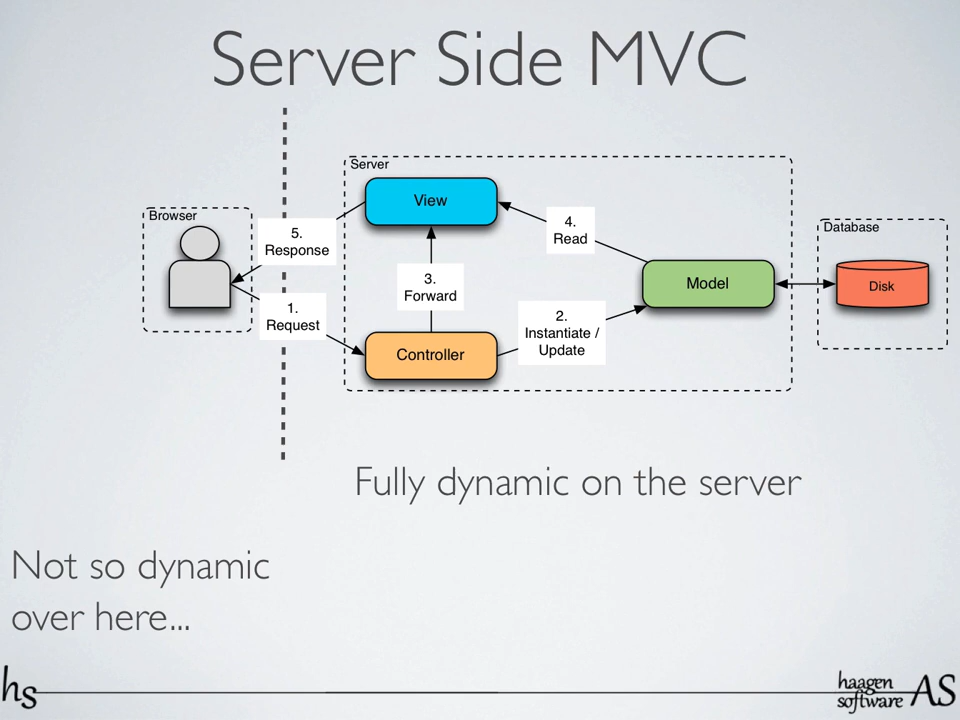 Server Side MVC
Server
View
Browser
5.
Response
4.
Read
Database
3.
Forward
Model
Disk
1.
Request
2.
Instantiate /
Update
Controller
Fully dynamic on the server
Not so dynamic
over here...
hs
haagen
software AS